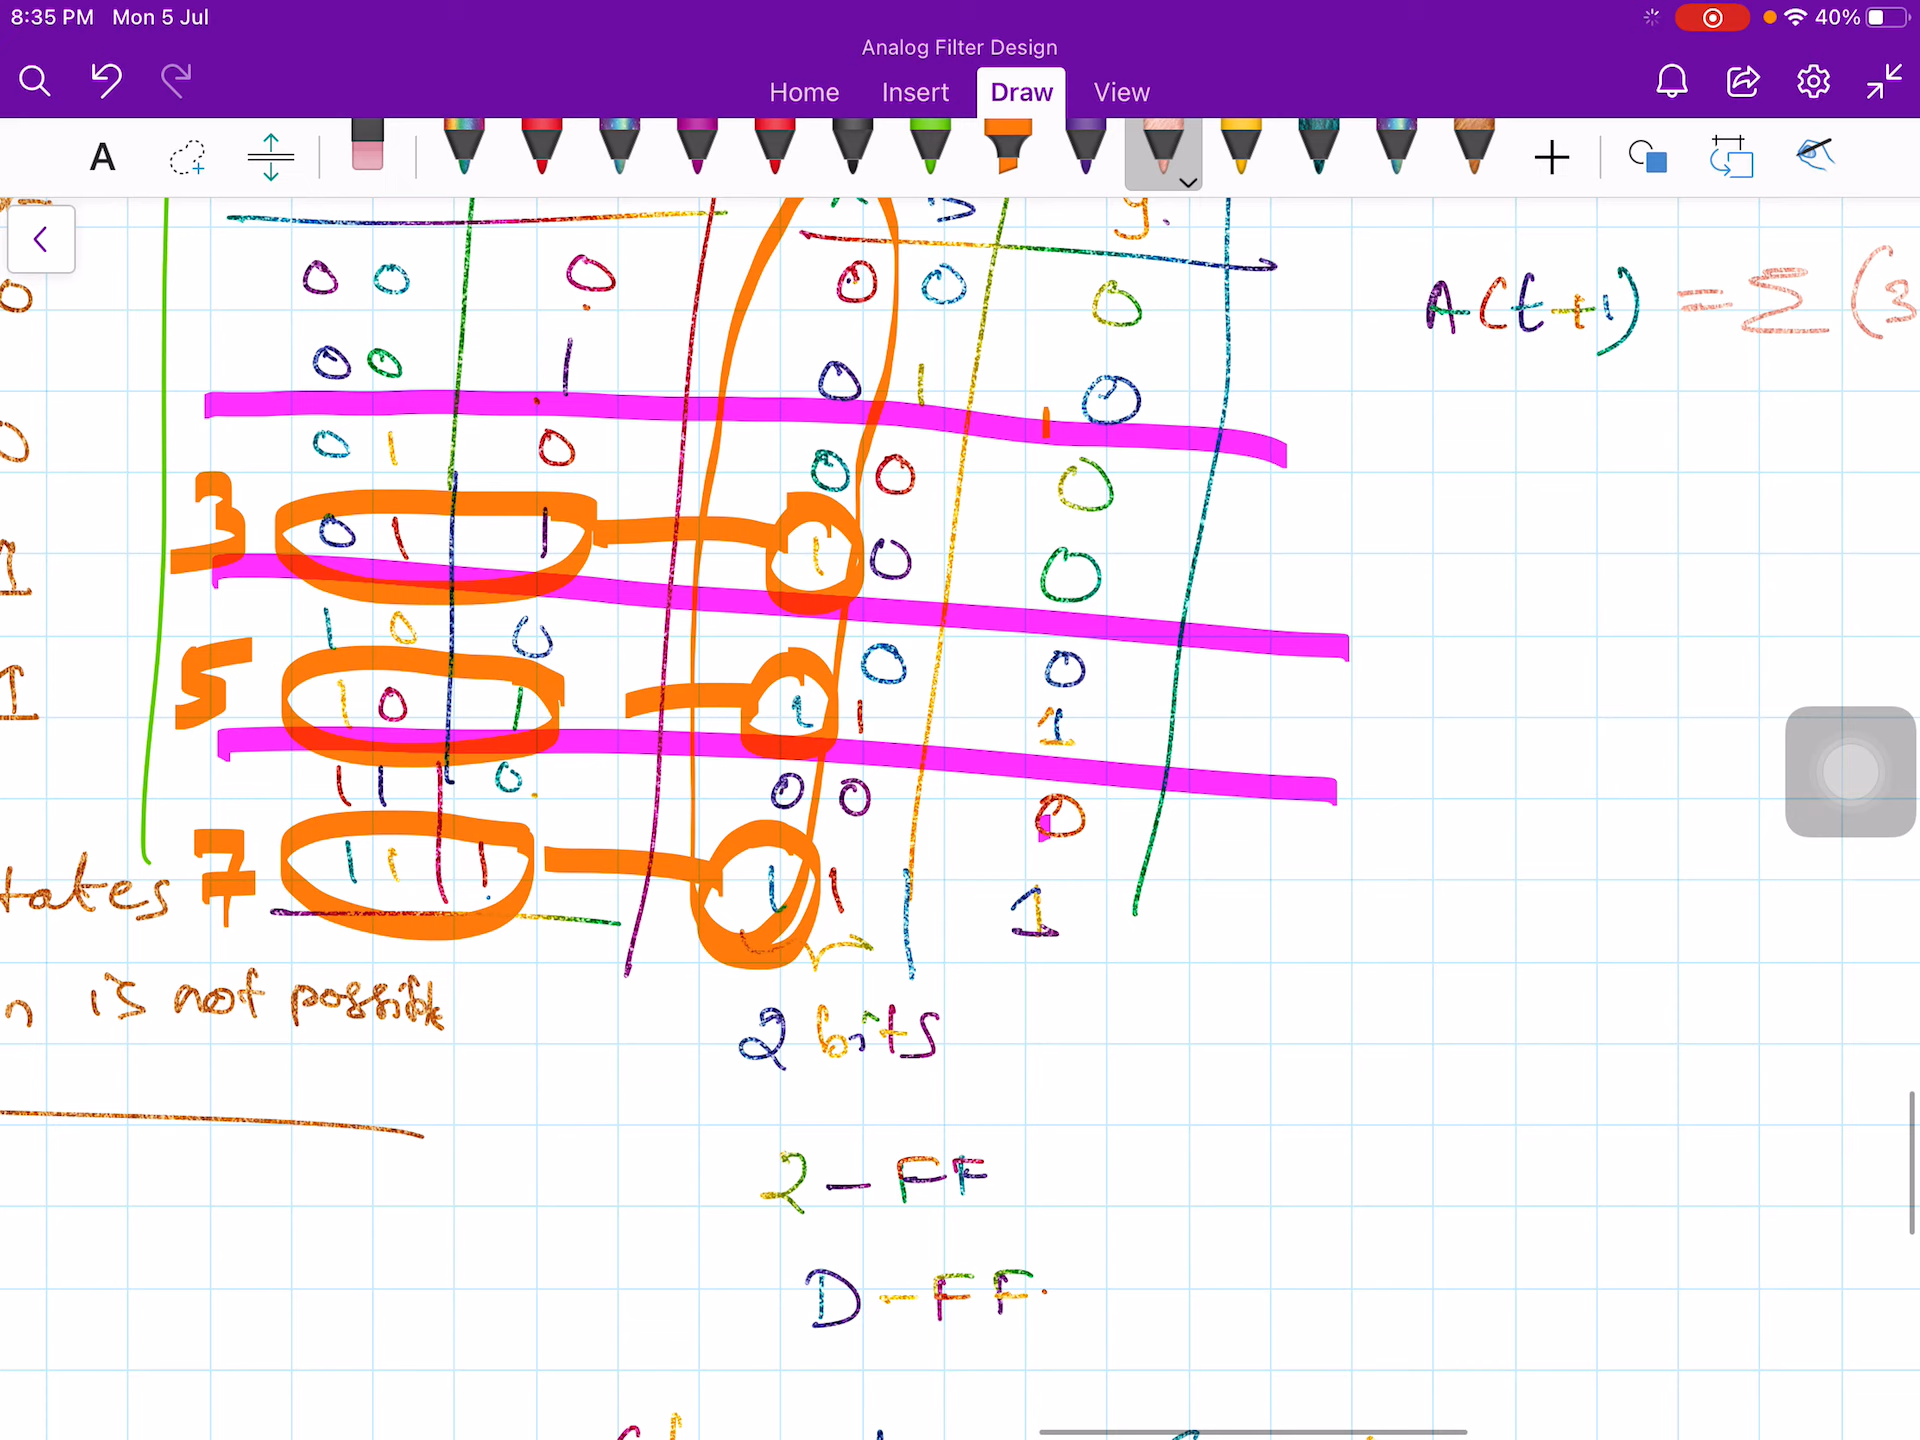 8:35 PM Mon 5 Jul 40%
Analog Filter Design
Home Insert Draw View
A
B y.
0 0 0 0 0 0
0 0 0 1 0 1 0
A(t+1) = Σ (3
0 1 0 0 0 0
3 0 1 1 1 0 0
1 0 0 0 0
5 1 0 1 1 1 1
1 1 0 0 0 0
7 1 1 1 1 1 1
tates
n is not possible
2 bits
2 - FF
D - FF.